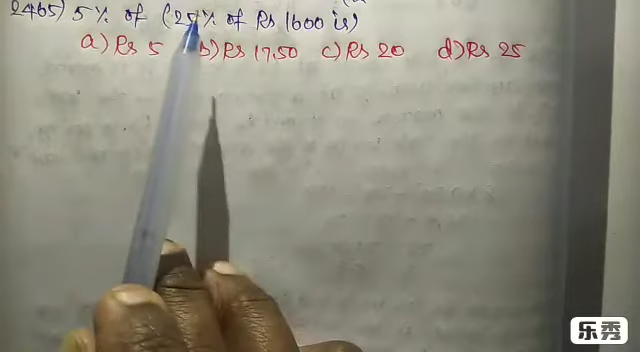 2465) 5% of (25% of Rs 1600 is)
a) Rs 5 b) Rs 17.50 c) Rs 20 d) Rs 25
乐秀